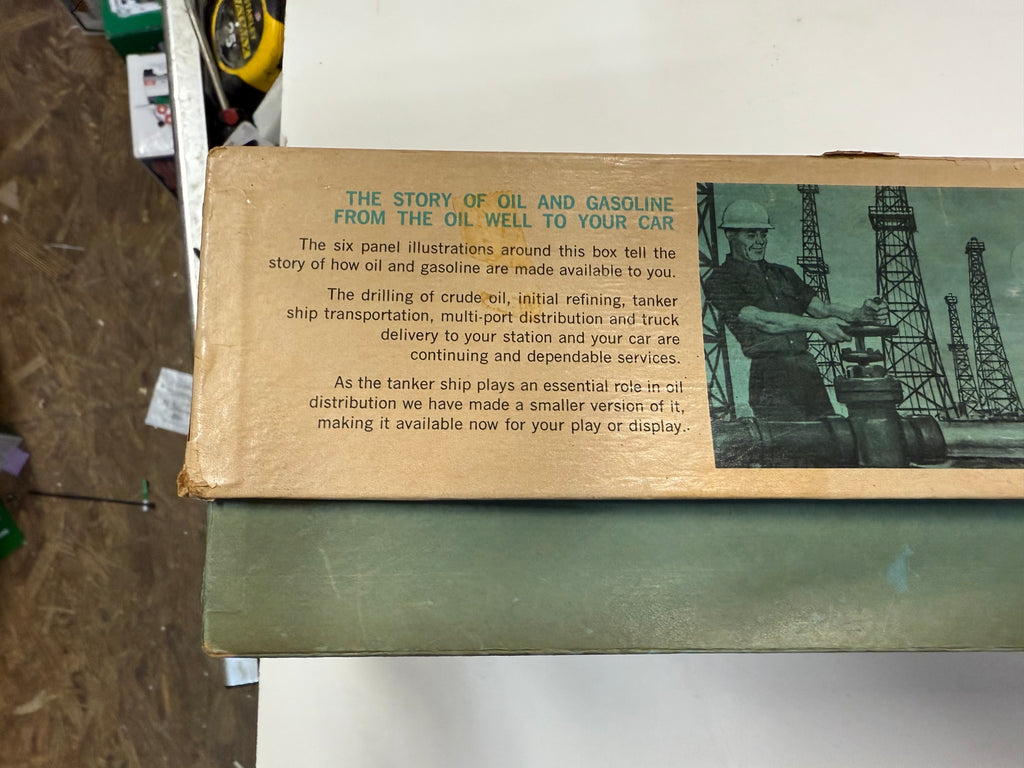 THE STORY OF OIL AND GASOLINE
FROM THE OIL WELL TO YOUR CAR
The six panel illustrations around this box tell the
story of how oil and gasoline are made available to you.
The drilling of crude oil, initial refining, tanker
ship transportation, multi-port distribution and truck
delivery to your station and your car are
continuing and dependable services.
As the tanker ship plays an essential role in oil
distribution we have made a smaller version of it,
making it available now for your play or display.